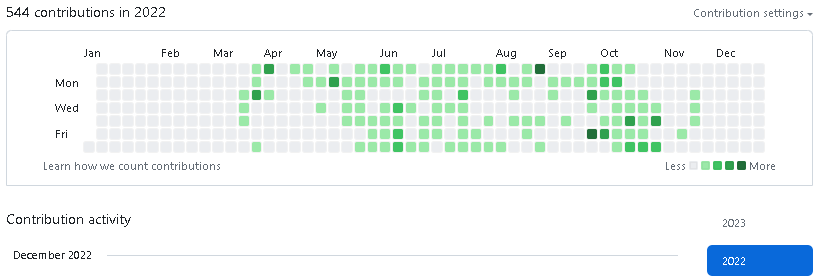 544 contributions in 2022
Contribution settings
Jan Feb Mar Apr May Jun Jul Aug Sep Oct Nov Dec
Mon
Wed
Fri
Learn how we count contributions
Less More
Contribution activity
2023
December 2022
2022